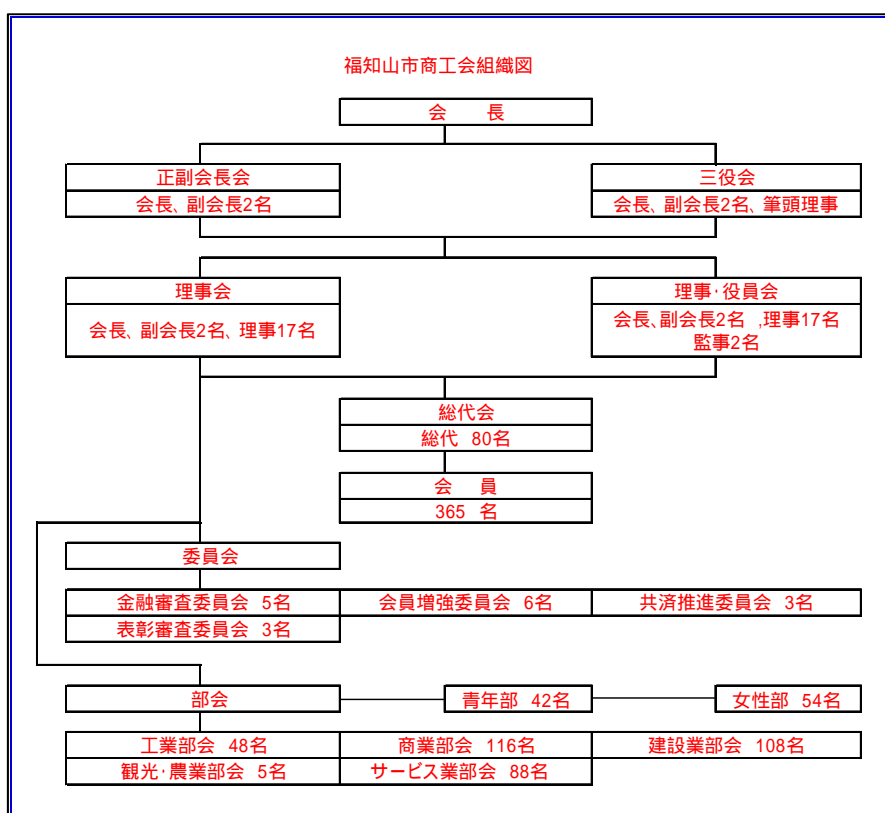 福知山市商工会組織図
会　　長
正副会長会
三役会
会長、副会長2名
会長、副会長2名、筆頭理事
理事会
理事・役員会
会長、副会長2名、理事17名
会長、副会長2名 ,理事17名
監事2名
総代会
総代 80名
会　員
365 名
委員会
金融審査委員会 5名
会員増強委員会 6名
共済推進委員会 3名
表彰審査委員会 3名
部会
青年部 42名
女性部 54名
工業部会 48名
商業部会 116名
建設業部会 108名
観光・農業部会 5名
サービス業部会 88名